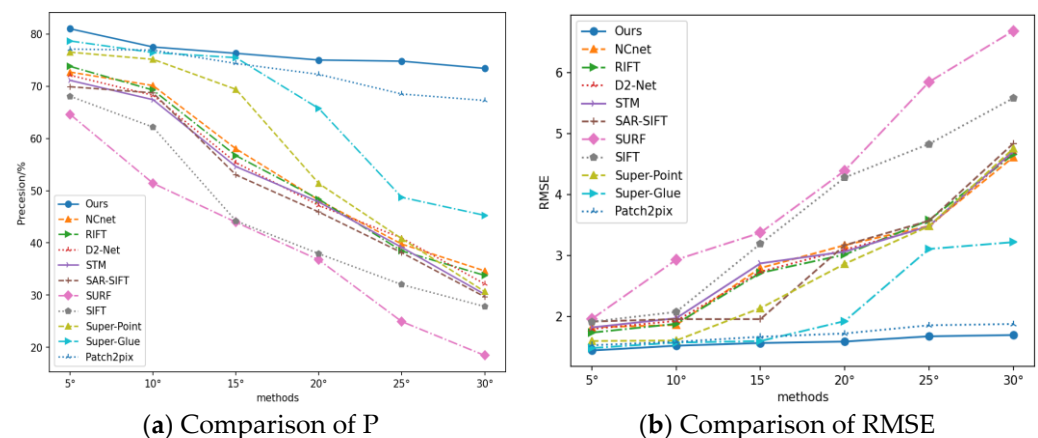 80
70
60
50
40
30
20
Precesion/%
Ours
NCnet
RIFT
D2-Net
STM
SAR-SIFT
SURF
SIFT
Super-Point
Super-Glue
Patch2pix
5° 10° 15° 20° 25° 30°
methods
(a) Comparison of P
6
5
4
3
2
RMSE
Ours
NCnet
RIFT
D2-Net
STM
SAR-SIFT
SURF
SIFT
Super-Point
Super-Glue
Patch2pix
5° 10° 15° 20° 25° 30°
methods
(b) Comparison of RMSE